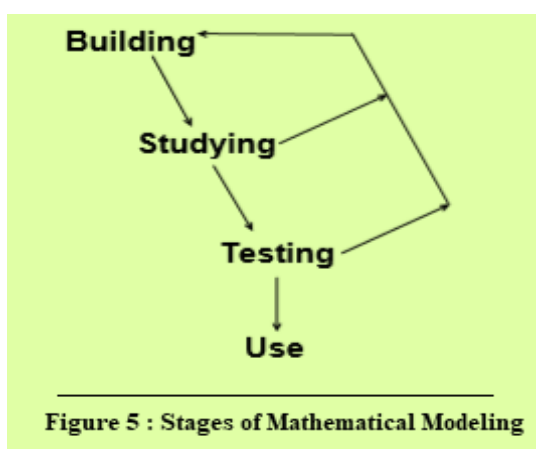 Building
Studying
Testing
Use
Figure 5 : Stages of Mathematical Modeling